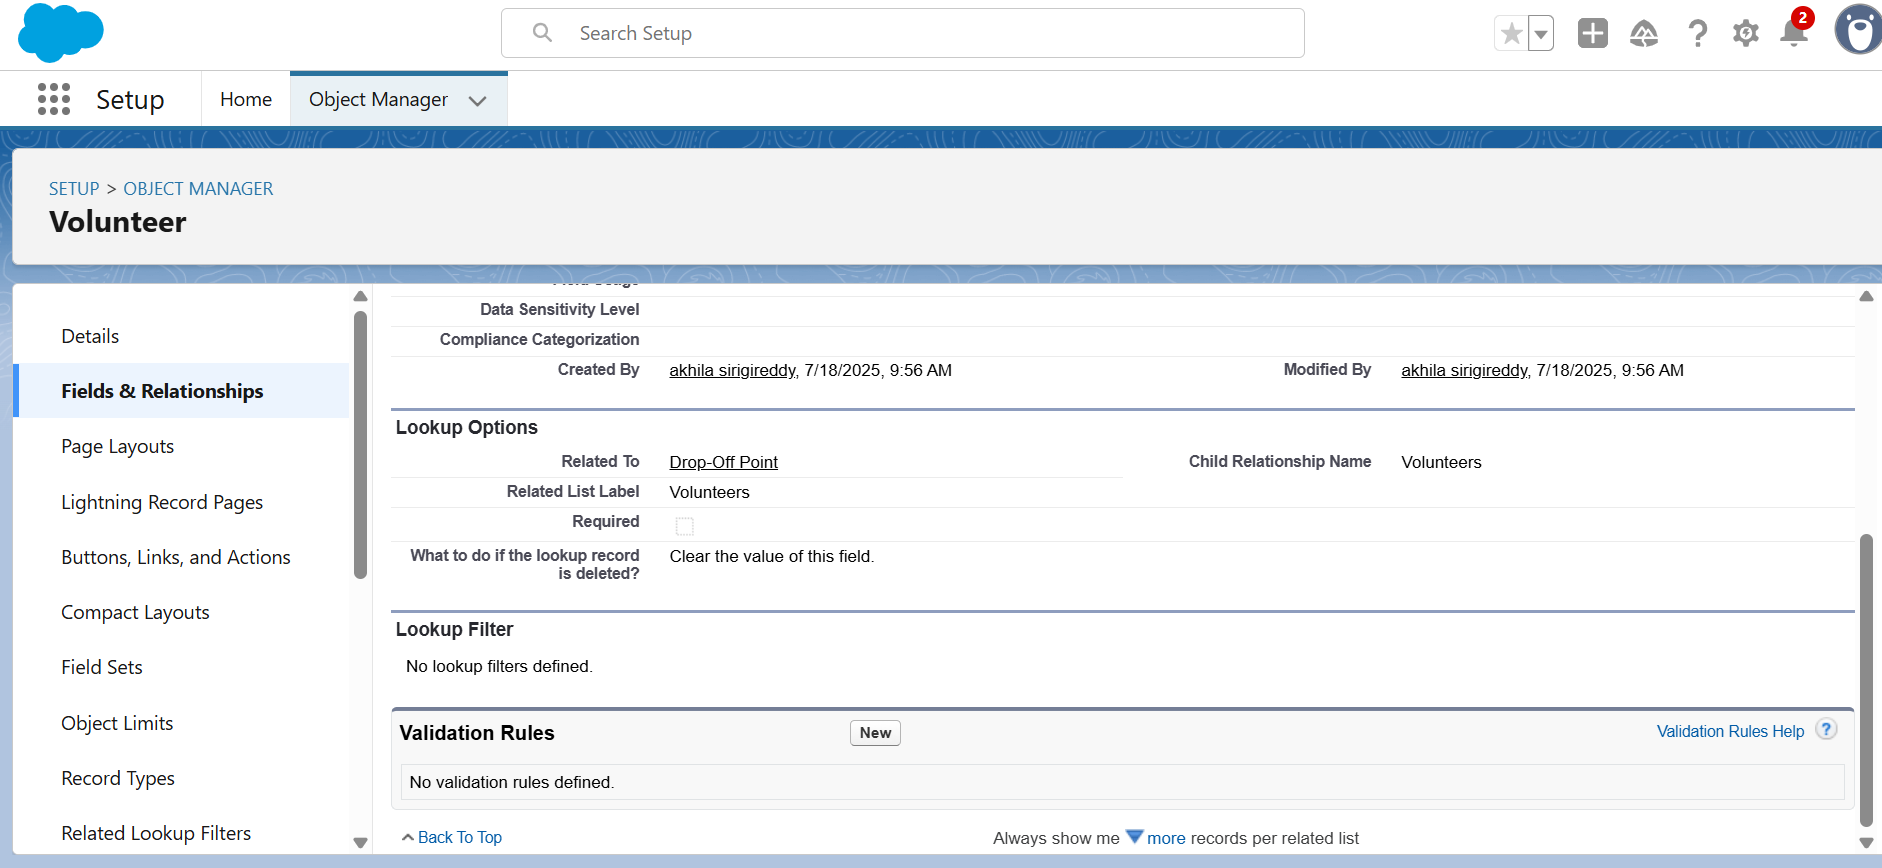 Search Setup
2
Setup
Home
Object Manager
SETUP > OBJECT MANAGER
Volunteer
Details
Fields & Relationships
Page Layouts
Lightning Record Pages
Buttons, Links, and Actions
Compact Layouts
Field Sets
Object Limits
Record Types
Related Lookup Filters
Data Sensitivity Level
Compliance Categorization
Created By akhila sirigireddy, 7/18/2025, 9:56 AM Modified By akhila sirigireddy, 7/18/2025, 9:56 AM
Lookup Options
Related To Drop-Off Point Child Relationship Name Volunteers
Related List Label Volunteers
Required
What to do if the lookup record Clear the value of this field.
is deleted?
Lookup Filter
No lookup filters defined.
Validation Rules New Validation Rules Help ?
No validation rules defined.
Back To Top Always show me more records per related list